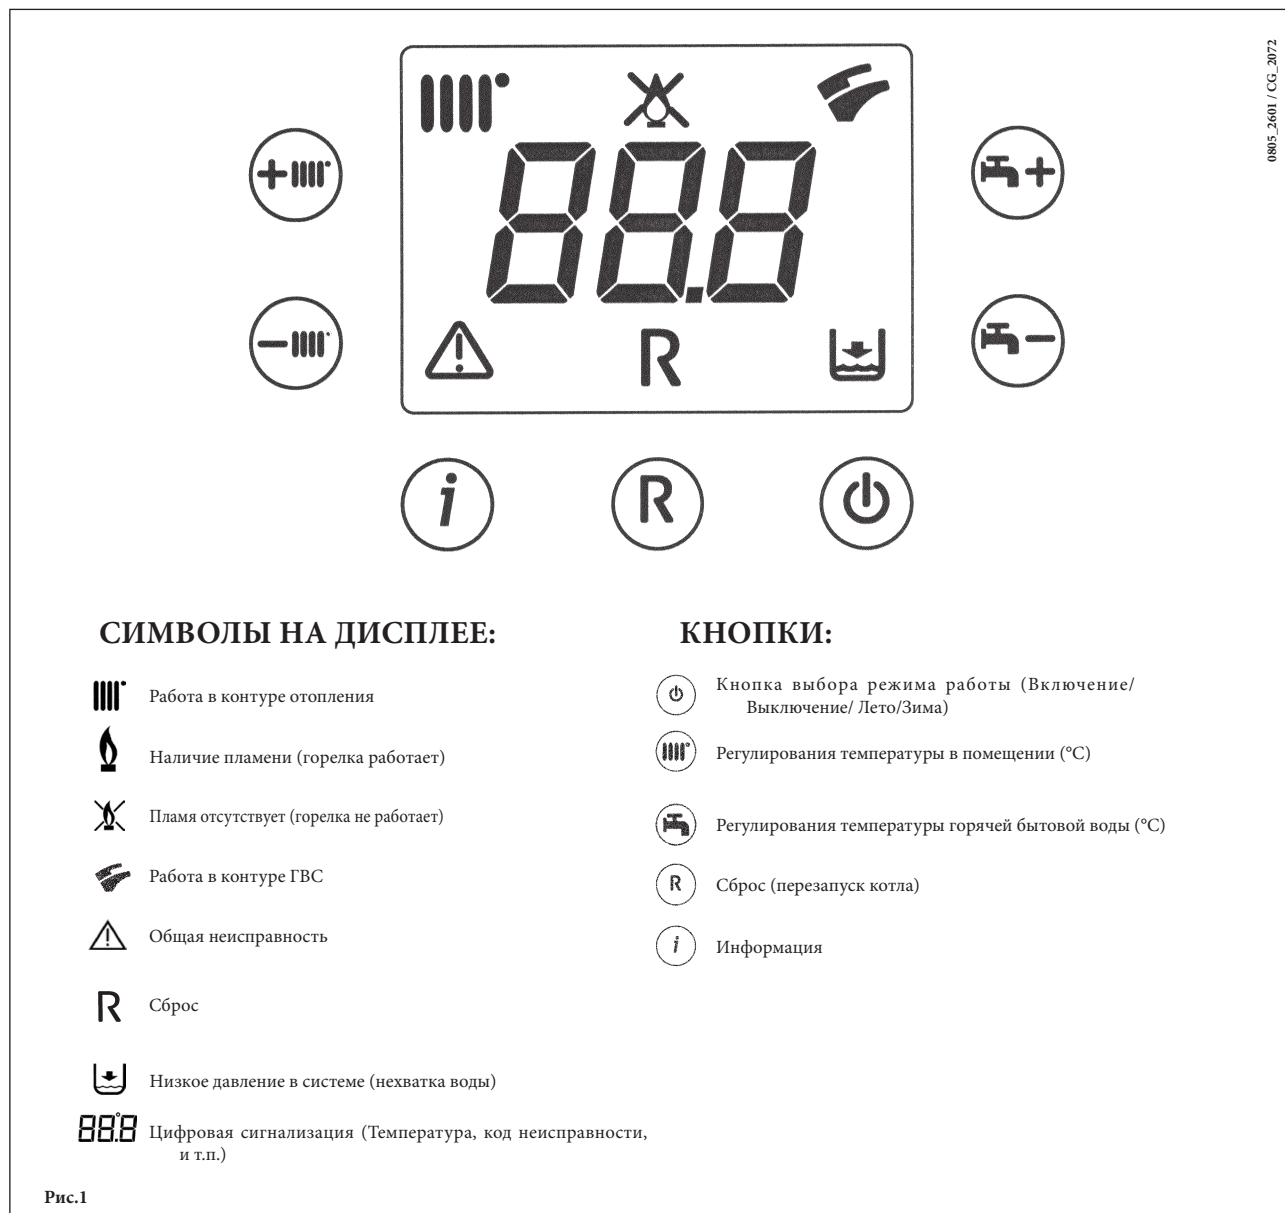 0805_2601 / CG_2072
88.8
R
i
R
СИМВОЛЫ НА ДИСПЛЕЕ:
Работа в контуре отопления
Наличие пламени (горелка работает)
Пламя отсутствует (горелка не работает)
Работа в контуре ГВС
Общая неисправность
R Сброс
Низкое давление в системе (нехватка воды)
88.8 Цифровая сигнализация (Температура, код неисправности,
и т.п.)
КНОПКИ:
Кнопка выбора режима работы (Включение/
Выключение/ Лето/Зима)
Регулирования температуры в помещении (°C)
Регулирования температуры горячей бытовой воды (°C)
R Сброс (перезапуск котла)
i Информация
Рис.1